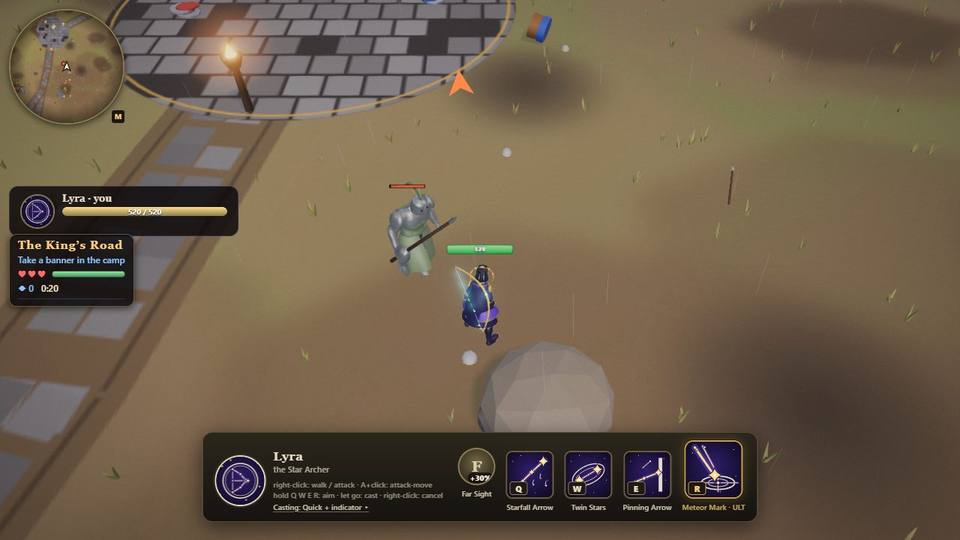 M
Lyra · you
520 / 520
The King's Road
Take a banner in the camp
0 0:20
520
Lyra
the Star Archer
right-click: walk / attack · A+click: attack-move
hold Q W E R: aim · let go: cast · right-click: cancel
Casting: Quick + indicator
F
+30%
Far Sight
Q
Starfall Arrow
W
Twin Stars
E
Pinning Arrow
R
Meteor Mark · ULT